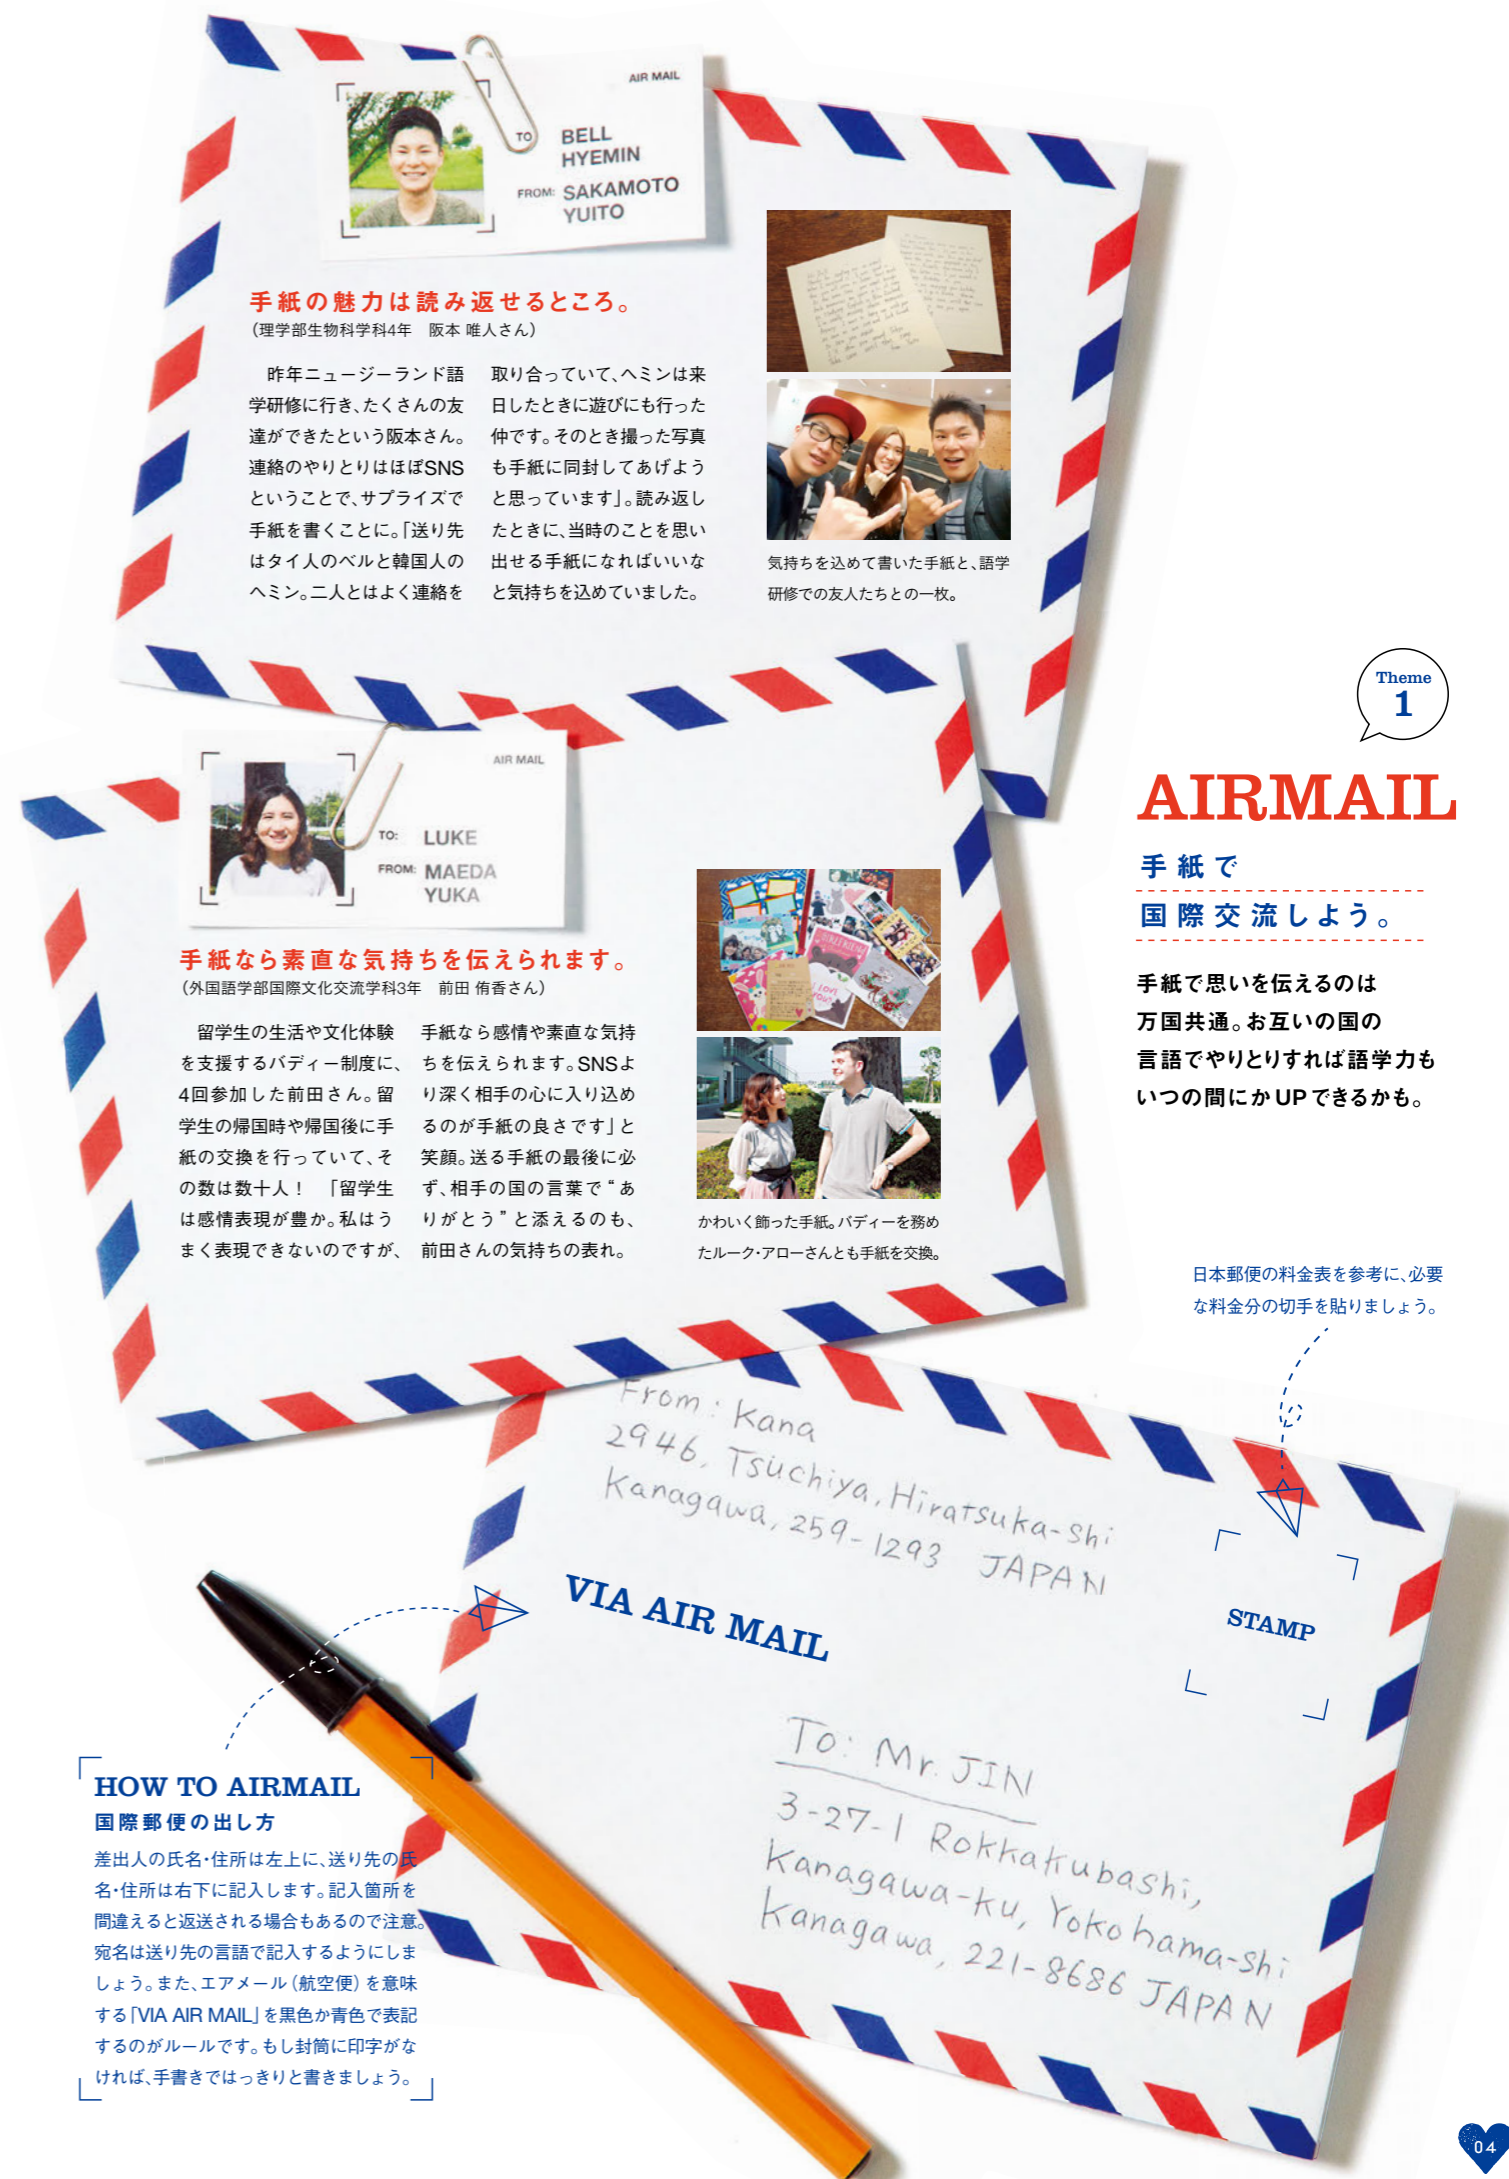 AIR MAIL
TO BELL
HYEMIN
FROM: SAKAMOTO
YUITO
手紙の魅力は読み返せるところ。
（理学部生物科学科4年　阪本 唯人さん）
　昨年ニュージーランド語
学研修に行き、たくさんの友
達ができたという阪本さん。
連絡のやりとりはほぼSNS
ということで、サプライズで
手紙を書くことに。「送り先
はタイ人のベルと韓国人の
ヘミン。二人とはよく連絡を
取り合っていて、ヘミンは来
日したときに遊びにも行った
仲です。そのとき撮った写真
も手紙に同封してあげよう
と思っています」。読み返し
たときに、当時のことを思い
出せる手紙になればいいな
と気持ちを込めていました。
気持ちを込めて書いた手紙と、語学
研修での友人たちとの一枚。
Theme
1
AIRMAIL
手紙で
国際交流しよう。
手紙で思いを伝えるのは
万国共通。お互いの国の
言語でやりとりすれば語学力も
いつの間にかUPできるかも。
AIR MAIL
TO: LUKE
FROM: MAEDA
YUKA
手紙なら素直な気持ちを伝えられます。
（外国語学部国際文化交流学科3年　前田 侑香さん）
　留学生の生活や文化体験
を支援するバディー制度に、
4回参加した前田さん。留
学生の帰国時や帰国後に手
紙の交換を行っていて、そ
の数は数十人！　「留学生
は感情表現が豊か。私はう
まく表現できないのですが、
手紙なら感情や素直な気持
ちを伝えられます。SNSよ
り深く相手の心に入り込め
るのが手紙の良さです」と
笑顔。送る手紙の最後に必
ず、相手の国の言葉で“あ
りがとう”と添えるのも、
前田さんの気持ちの表れ。
かわいく飾った手紙。バディーを務め
たルーク・アローさんとも手紙を交換。
日本郵便の料金表を参考に、必要
な料金分の切手を貼りましょう。
From: Kana
2946, Tsuchiya, Hiratsuka-shi
Kanagawa, 259-1293 JAPAN
VIA AIR MAIL
STAMP
To: Mr. JIN
3-27-1 Rokkakubashi,
Kanagawa-ku, Yokohama-shi
Kanagawa, 221-8686 JAPAN
HOW TO AIRMAIL
国際郵便の出し方
差出人の氏名・住所は左上に、送り先の氏
名・住所は右下に記入します。記入箇所を
間違えると返送される場合もあるので注意。
宛名は送り先の言語で記入するようにしま
しょう。また、エアメール（航空便）を意味
する「VIA AIR MAIL」を黒色か青色で表記
するのがルールです。もし封筒に印字がな
ければ、手書きではっきりと書きましょう。
04